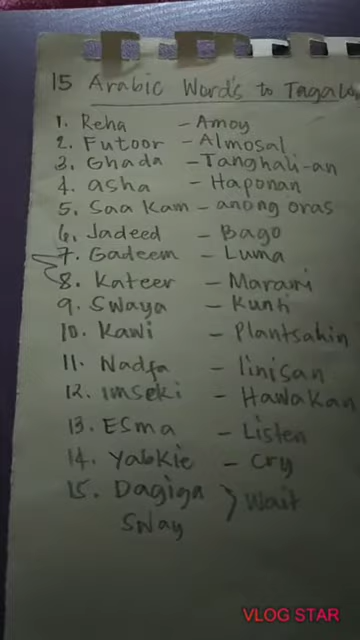 15 Arabic Words to Tagalog
1. Reha - Amoy
2. Futoor - Almosal
3. Ghada - Tanghali-an
4. asha - Haponan
5. Saa kam - anong oras
6. Jadeed - Bago
7. Gadeem - Luma
8. Kateer - Marami
9. Swaya - Kunti
10. Kawi - Plantsahin
11. Nadfa - linisan
12. imseki - Hawakan
13. ESma - Listen
14. Yabkie - Cry
15. Dagiga } Wait
SWay
VLOG STAR